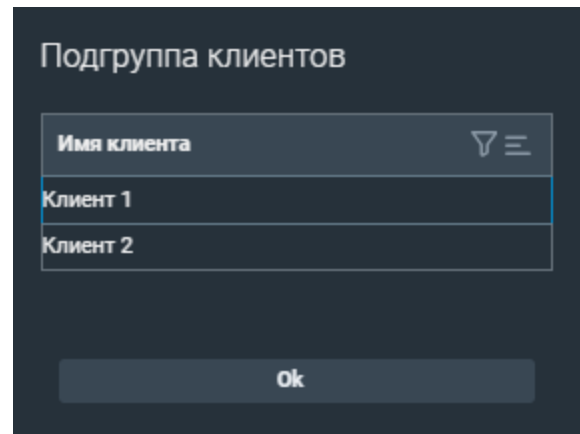 Подгруппа клиентов
Имя клиента
Клиент 1
Клиент 2
Ok